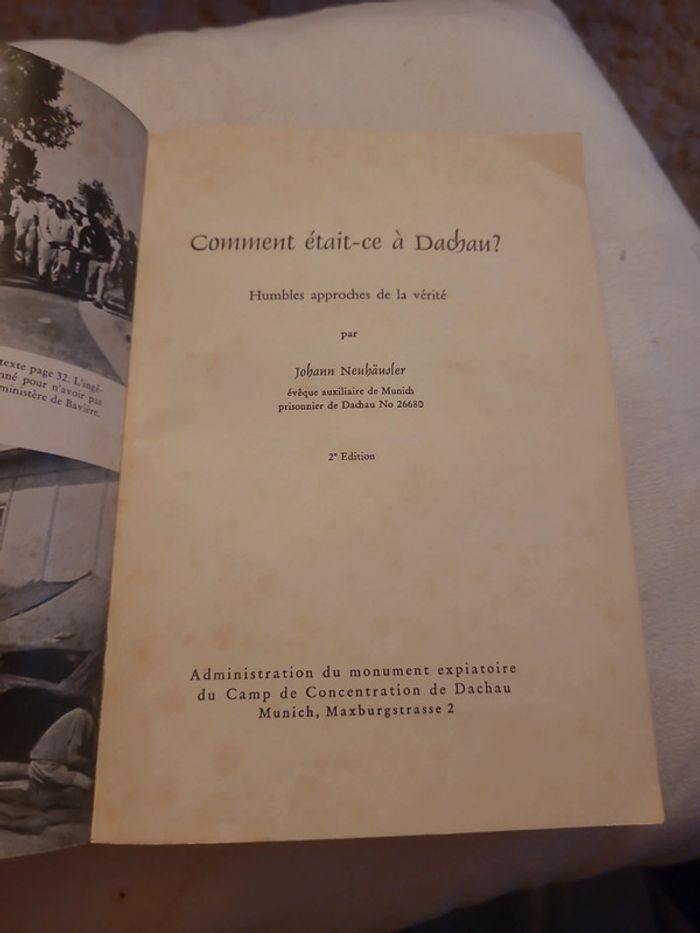 texte page 32. L'ingé-
nné pour n'avoir pas
ministère de Bavière.
Comment était-ce à Dachau?
Humbles approches de la vérité
par
Johann Neuhäusler
évêque auxiliaire de Munich
prisonnier de Dachau No 26680
2e Edition
Administration du monument expiatoire
du Camp de Concentration de Dachau
Munich, Maxburgstrasse 2